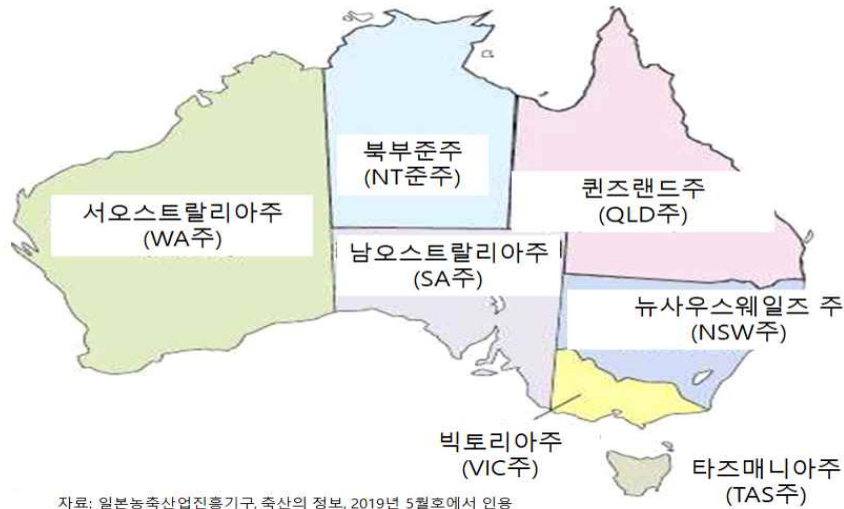 북부준주
(NT준주)
퀸즈랜드주
(QLD주)
서오스트랄리아주
(WA주)
남오스트랄리아주
(SA주)
뉴사우스웨일즈 주
(NSW주)
빅토리아주
(VIC주)
타즈매니아주
(TAS주)
자료: 일본농축산업진흥기구, 축산의 정보, 2019년 5월호에서 인용